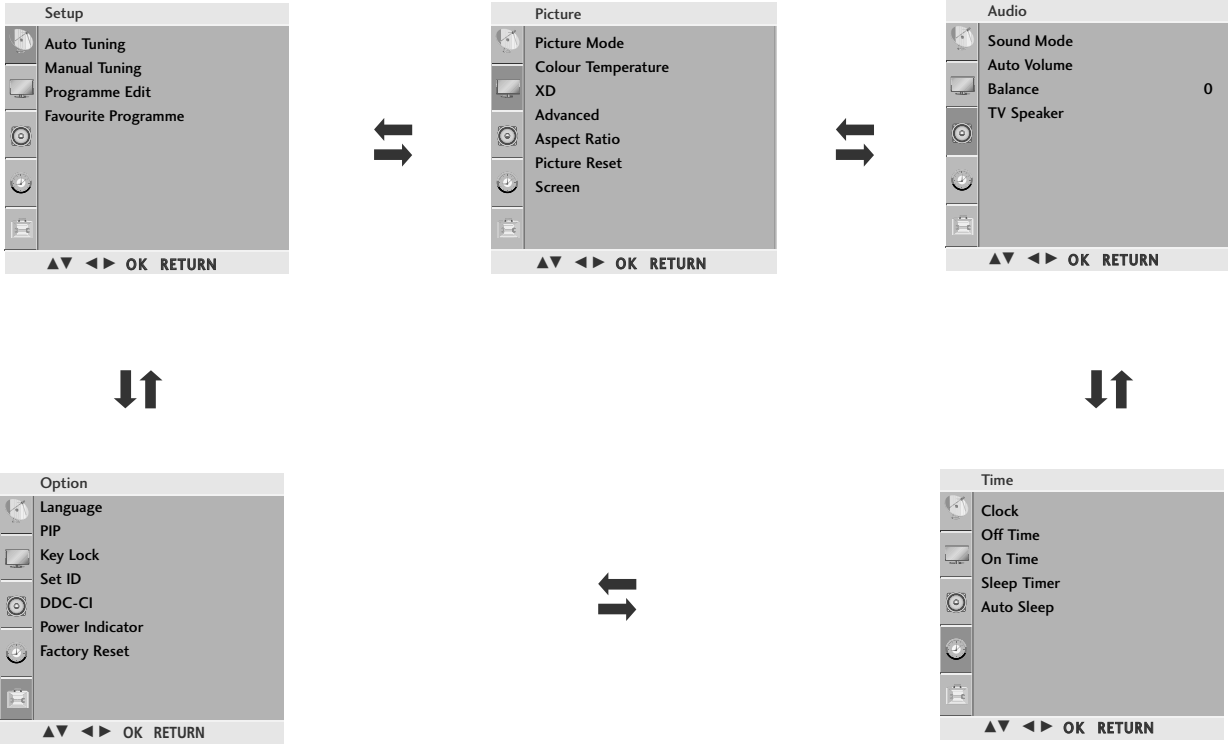 Setup
Auto Tuning
Manual Tuning
Programme Edit
Favourite Programme
▲▼ ◄► OK RETURN
Picture
Picture Mode
Colour Temperature
XD
Advanced
Aspect Ratio
Picture Reset
Screen
▲▼ ◄► OK RETURN
Audio
Sound Mode
Auto Volume
Balance 0
TV Speaker
▲▼ ◄► OK RETURN
Option
Language
PIP
Key Lock
Set ID
DDC-CI
Power Indicator
Factory Reset
▲▼ ◄► OK RETURN
Time
Clock
Off Time
On Time
Sleep Timer
Auto Sleep
▲▼ ◄► OK RETURN